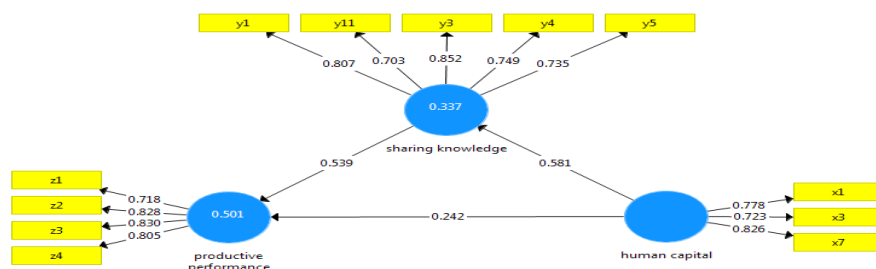 y1 y11 y3 y4 y5
0.807 0.703 0.852 0.749 0.735
0.337
sharing knowledge
0.539 0.581
z1
z2
z3
z4
0.718
0.828
0.830
0.805
0.501
productive
performance
0.242
human capital
0.778
0.723
0.826
x1
x3
x7